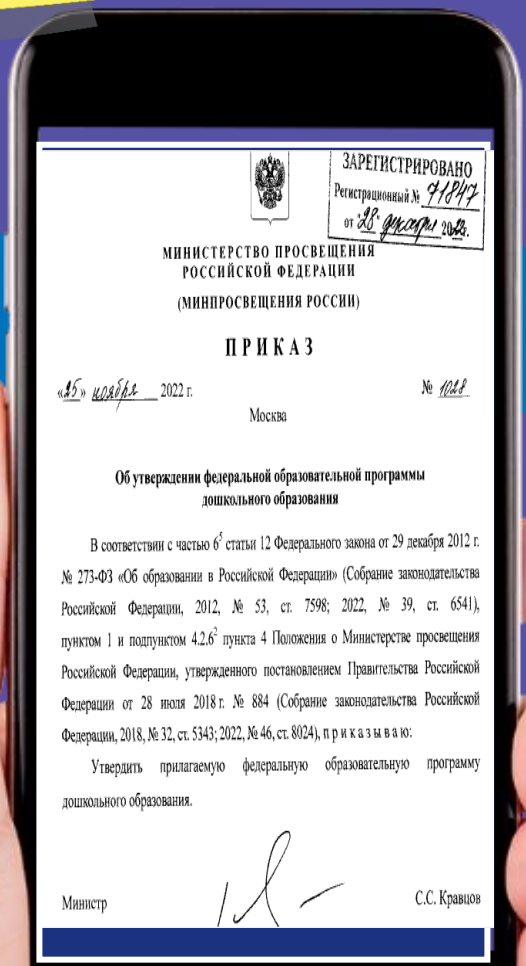 ЗАРЕГИСТРИРОВАНО
Регистрационный № 71847
от "28" декабря 2022г.
МИНИСТЕРСТВО ПРОСВЕЩЕНИЯ
РОССИЙСКОЙ ФЕДЕРАЦИИ
(МИНПРОСВЕЩЕНИЯ РОССИИ)
ПРИКАЗ
«25» ноября 2022 г.
№ 1028
Москва
Об утверждении федеральной образовательной программы
дошкольного образования
В соответствии с частью 6⁵ статьи 12 Федерального закона от 29 декабря 2012 г.
№ 273-ФЗ «Об образовании в Российской Федерации» (Собрание законодательства
Российской Федерации, 2012, № 53, ст. 7598; 2022, № 39, ст. 6541),
пунктом 1 и подпунктом 4.2.6² пункта 4 Положения о Министерстве просвещения
Российской Федерации, утвержденного постановлением Правительства Российской
Федерации от 28 июля 2018 г. № 884 (Собрание законодательства Российской
Федерации, 2018, № 32, ст. 5343; 2022, № 46, ст. 8024), п р и к а з ы в а ю:
Утвердить прилагаемую федеральную образовательную программу
дошкольного образования.
Министр
С.С. Кравцов